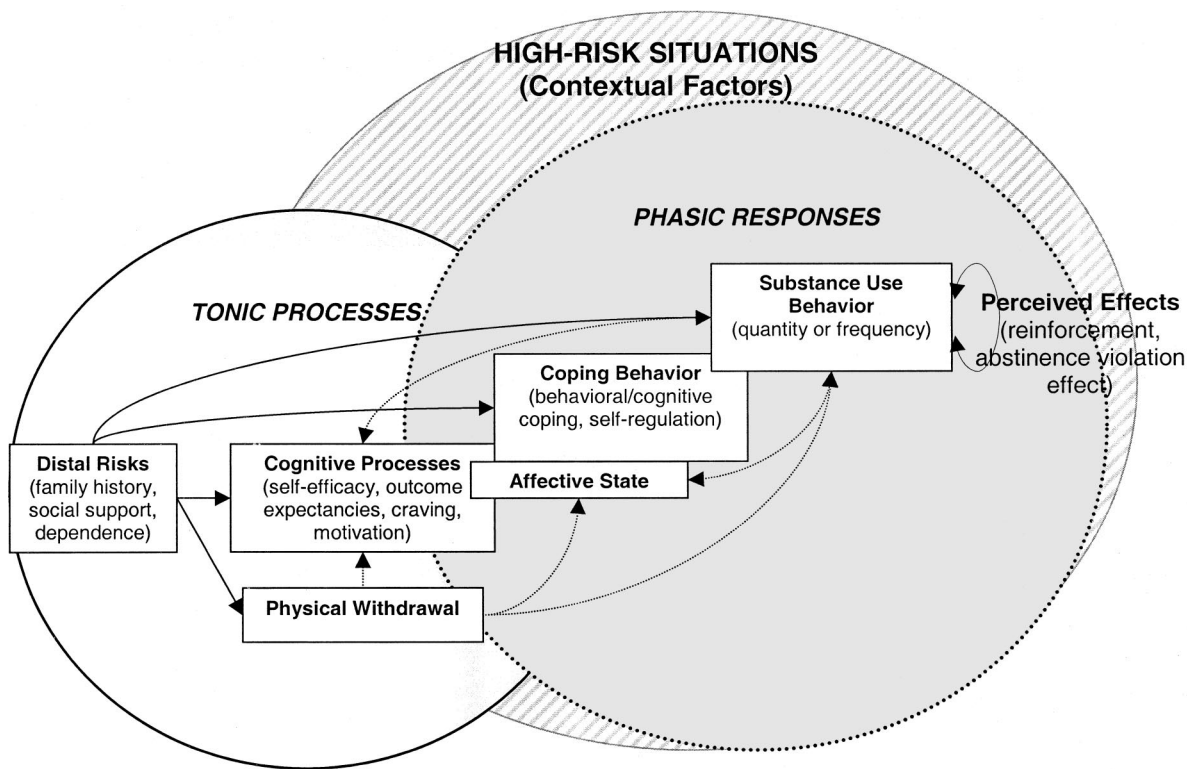 HIGH-RISK SITUATIONS
(Contextual Factors)
PHASIC RESPONSES
TONIC PROCESSES
Substance Use
Behavior
(quantity or frequency)
Perceived Effects
(reinforcement,
abstinence violation
effect)
Coping Behavior
(behavioral/cognitive
coping, self-regulation)
Distal Risks
(family history,
social support,
dependence)
Cognitive Processes
(self-efficacy, outcome
expectancies, craving,
motivation)
Affective State
Physical Withdrawal